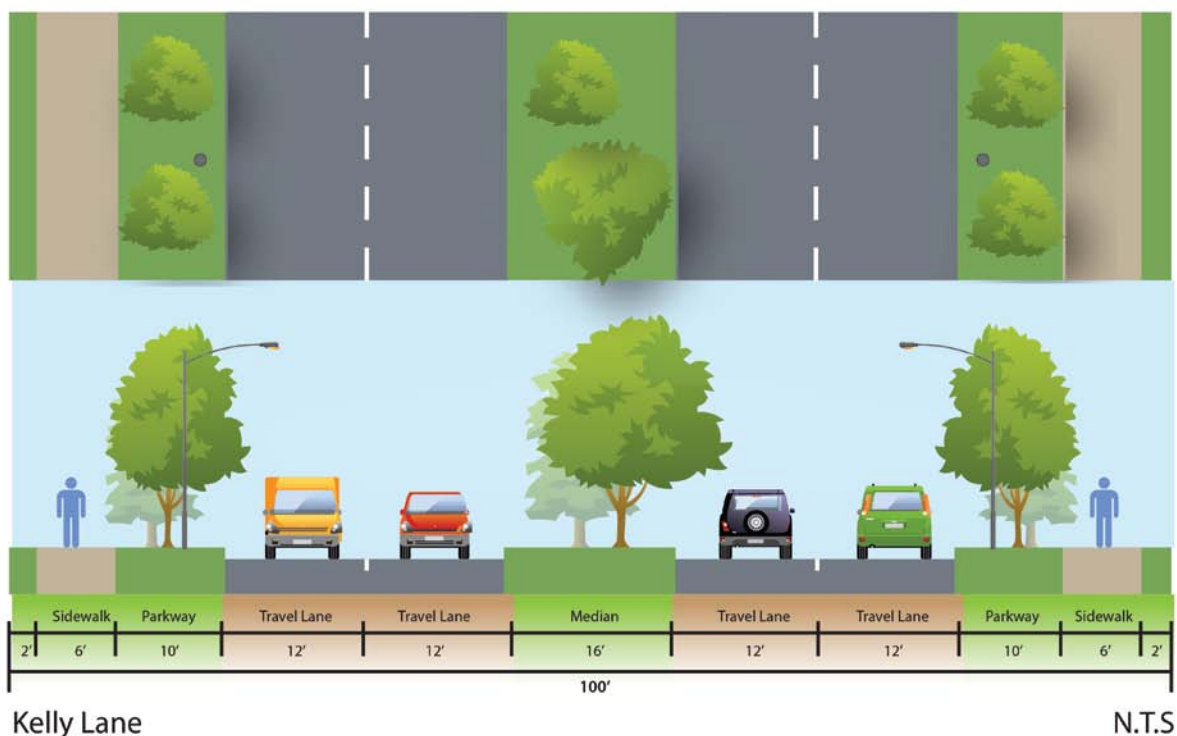 Sidewalk Parkway Travel Lane Travel Lane Median Travel Lane Travel Lane Parkway Sidewalk
2' 6' 10' 12' 12' 16' 12' 12' 10' 6' 2'
100'
Kelly Lane N.T.S